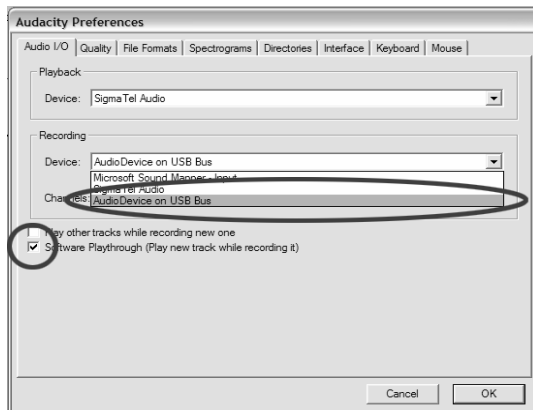 Audacity Preferences
Audio I/O Quality File Formats Spectrograms Directories Interface Keyboard Mouse
Playback
Device: SigmaTel Audio
Recording
Device: AudioDevice on USB Bus
Microsoft Sound Mapper - Input
SigmaTel Audio
Channels: AudioDevice on USB Bus
Play other tracks while recording new one
Software Playthrough (Play new track while recording it)
Cancel OK